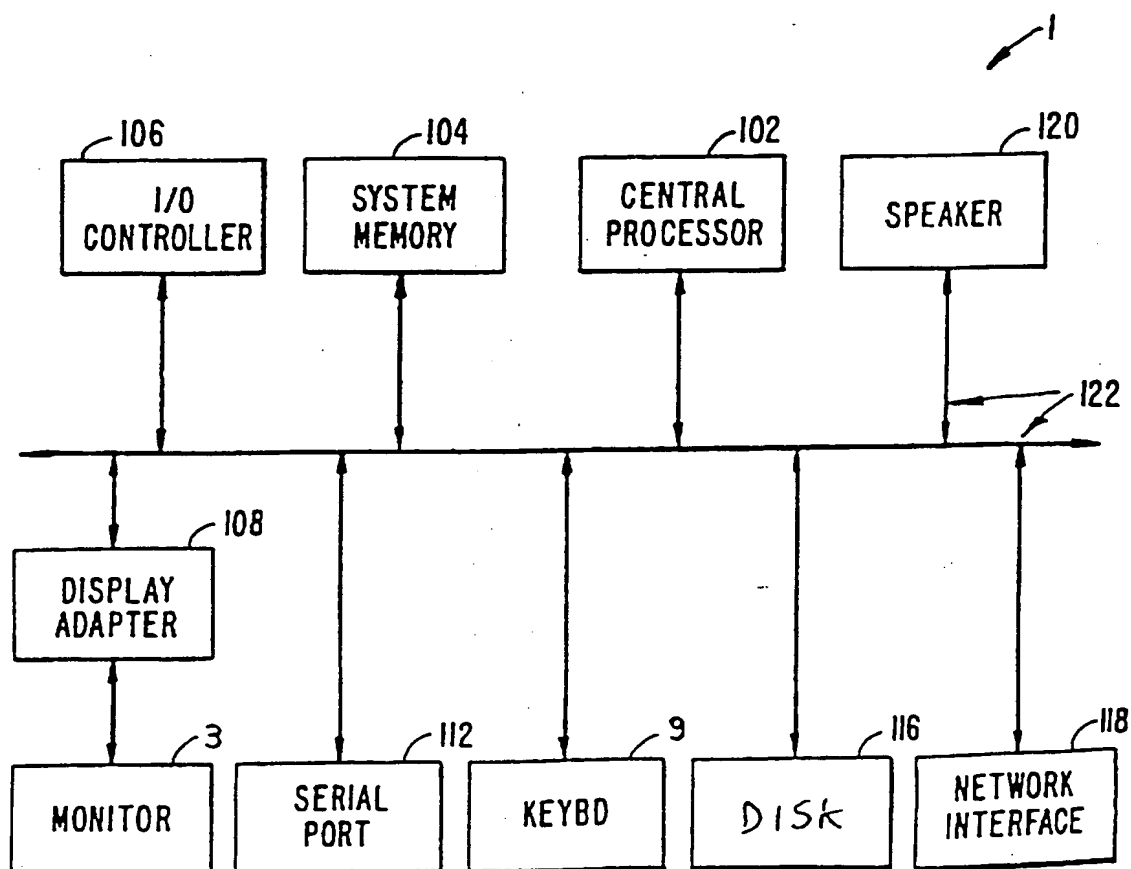 1
106
104
102
120
I/O
CONTROLLER
SYSTEM
MEMORY
CENTRAL
PROCESSOR
SPEAKER
122
108
DISPLAY
ADAPTER
3
112
9
116
118
MONITOR
SERIAL
PORT
KEYBD
DISK
NETWORK
INTERFACE